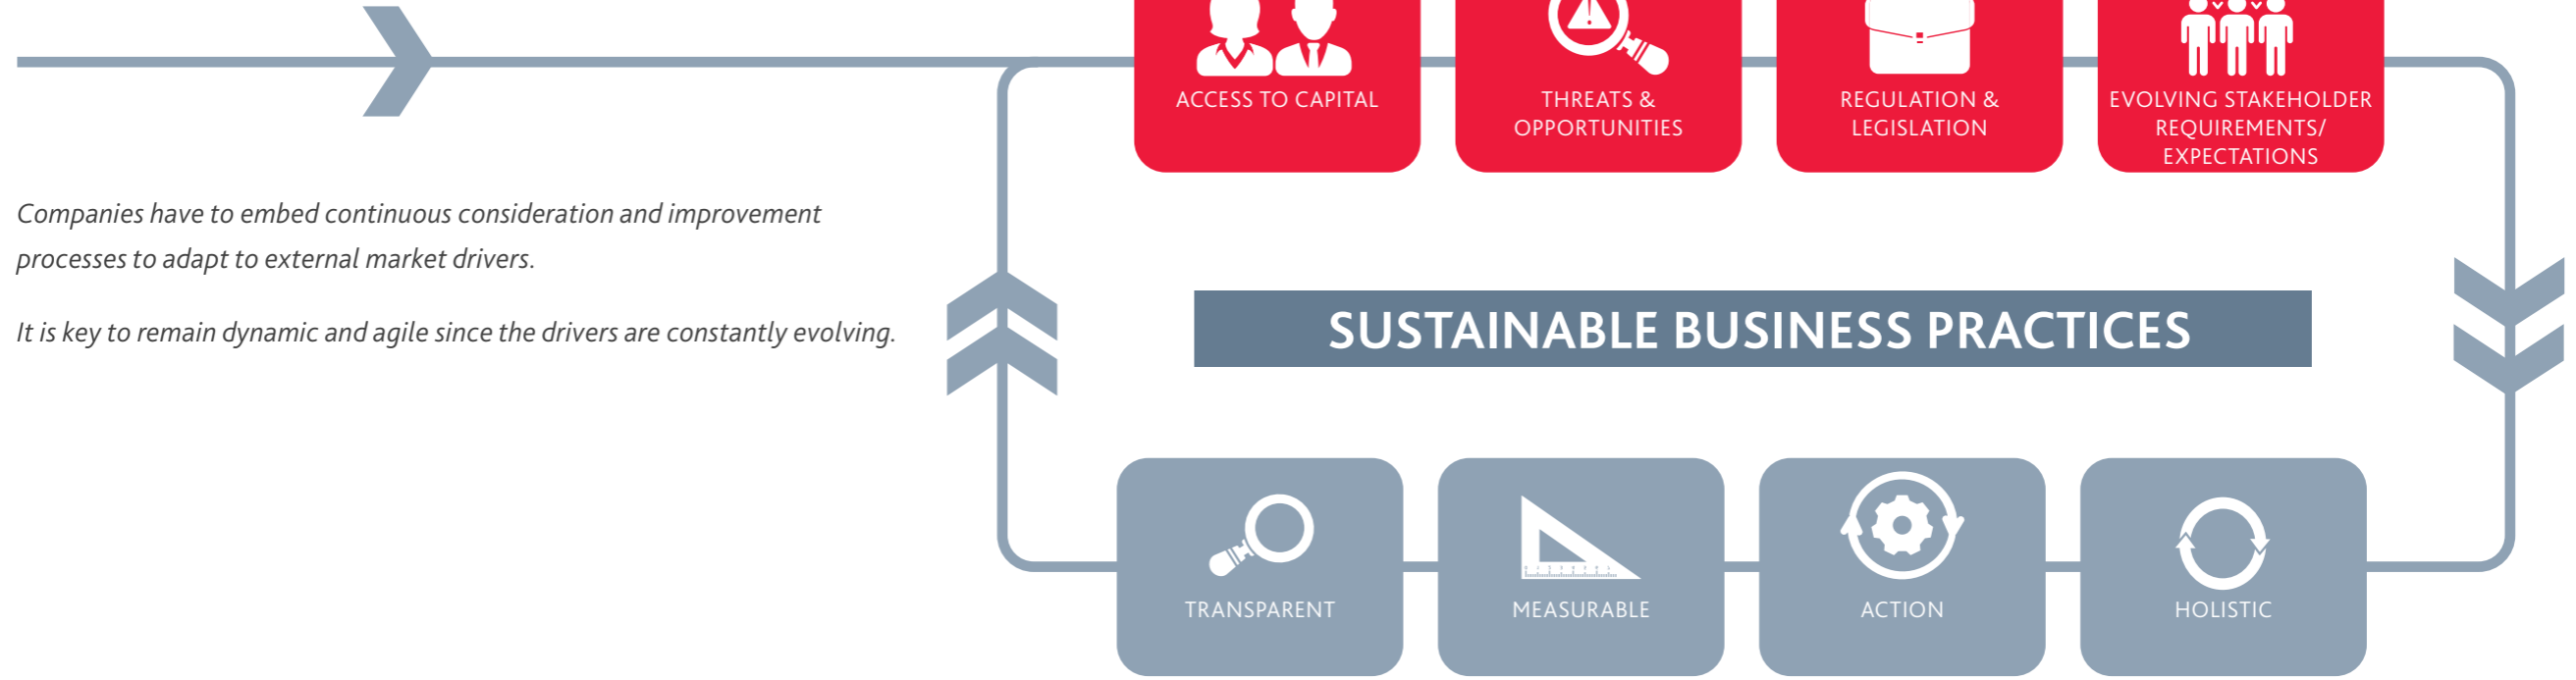 ACCESS TO CAPITAL
THREATS &
OPPORTUNITIES
REGULATION &
LEGISLATION
EVOLVING STAKEHOLDER
REQUIREMENTS/
EXPECTATIONS
Companies have to embed continuous consideration and improvement
processes to adapt to external market drivers.
It is key to remain dynamic and agile since the drivers are constantly evolving.
SUSTAINABLE BUSINESS PRACTICES
TRANSPARENT
MEASURABLE
ACTION
HOLISTIC